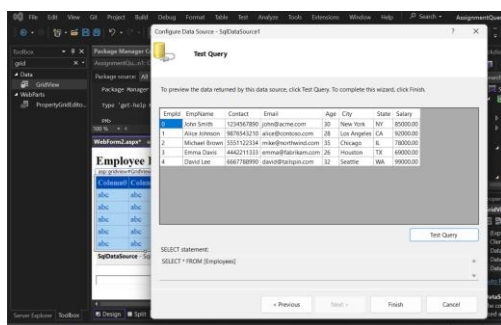 File Edit View Git Project Build Debug Format Table Test Analyze Tools Extensions Window Help Search AssignmentQu
Toolbox
grid
Data
GridView
WebParts
PropertyGridEdito...
Package Manager C
AssignmentQu
Package source: All
Package Manager
Type 'get-help
PM>
100 %
WebForm2.aspx*
Employee
asp:gridview#GridView
Column0 Colum
abc abc
abc abc
abc abc
abc abc
abc abc
SqlDataSource - Sql
Design Split
Server Explorer Toolbox
Configure Data Source - SqlDataSource1 ? X
Test Query
To preview the data returned by this data source, click Test Query. To complete this wizard, click Finish.
EmpId EmpName Contact Email Age City State Salary
0 John Smith 1234567890 john@acme.com 30 New York NY 85000.00
1 Alice Johnson 9876543210 alice@contoso.com 28 Los Angeles CA 92000.00
2 Michael Brown 5551122334 mike@northwind.com 35 Chicago IL 78000.00
3 Emma Davis 4442211333 emma@fabrikam.com 26 Houston TX 69000.00
4 David Lee 6667788990 david@tailspin.com 32 Seattle WA 99000.00
Test Query
SELECT statement:
SELECT * FROM [Employees]
< Previous Next > Finish Cancel